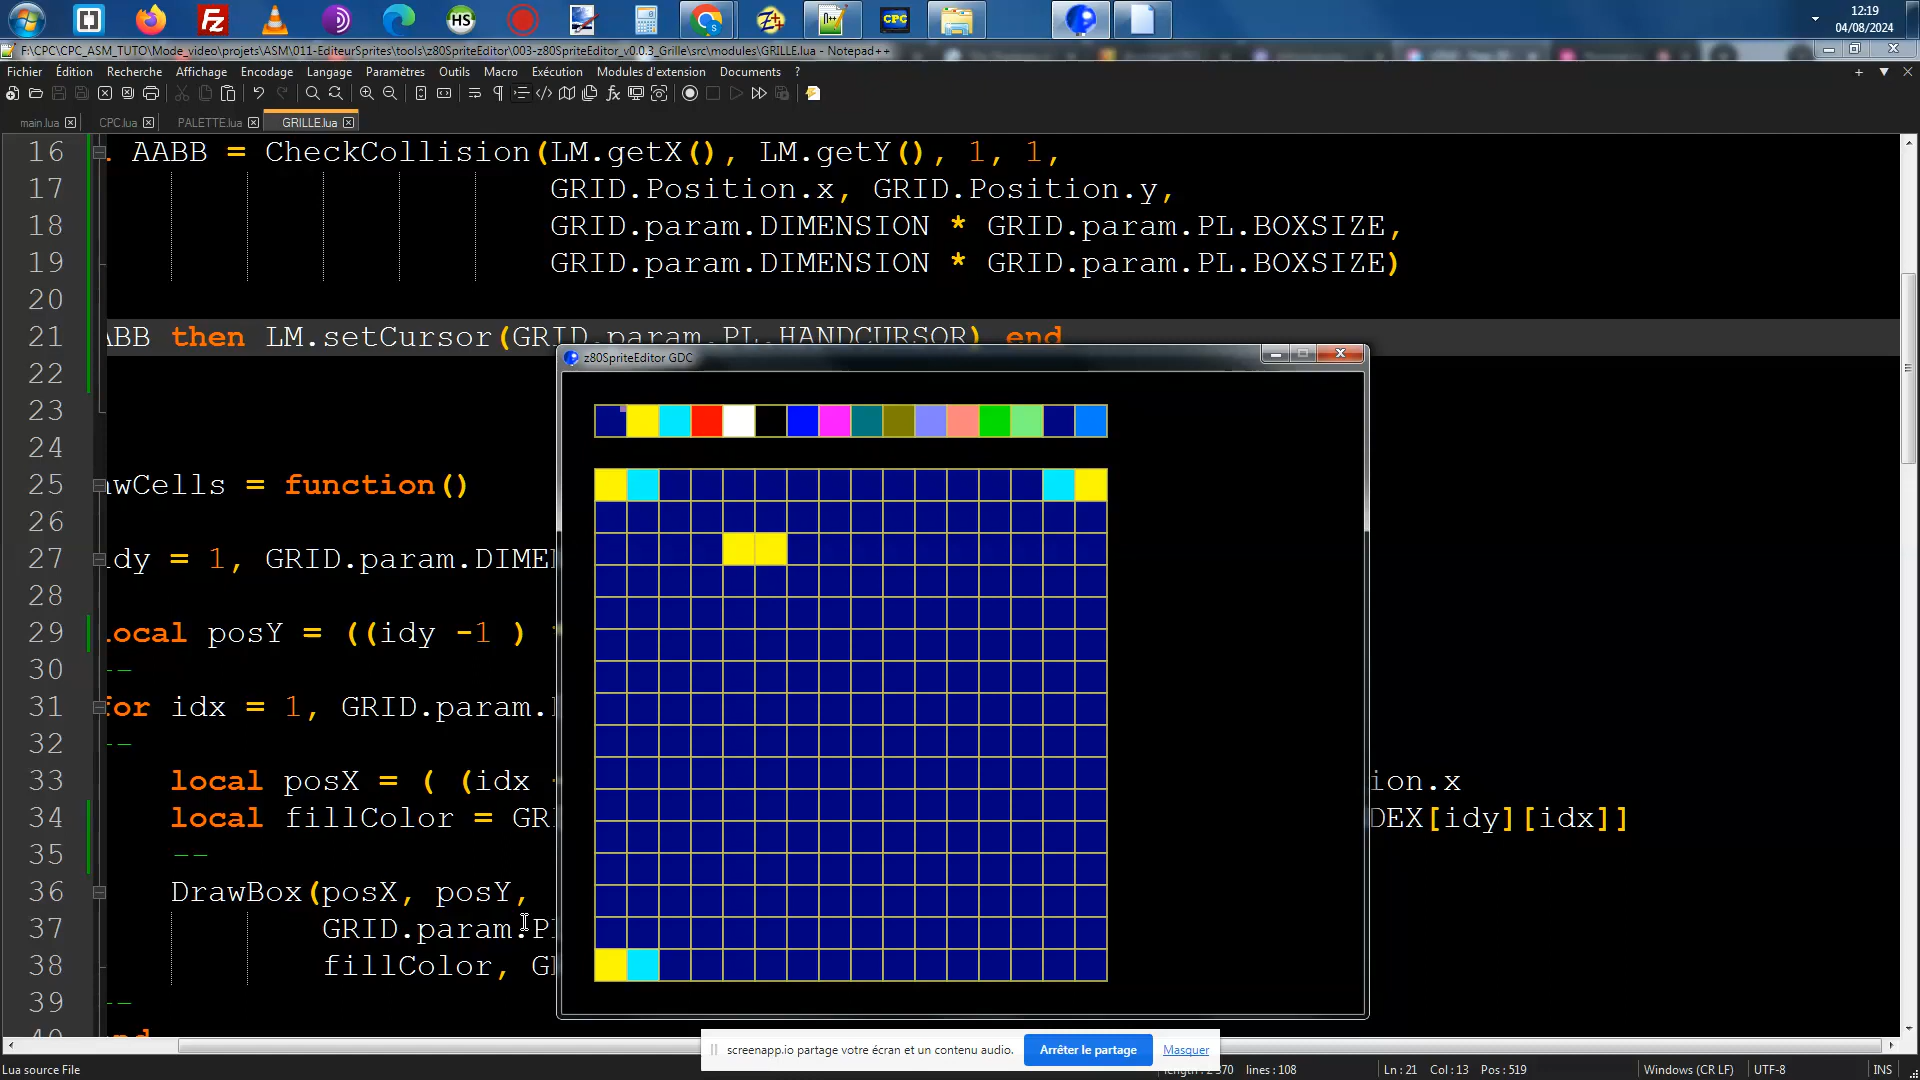 12:19
04/08/2024
F:\CPC\CPC_ASM_TUTO\Mode_video\projets\ASM\011-EditeurSprites\tools\z80SpriteEditor\003-z80SpriteEditor_v0.0.3_Grille\src\modules\GRILLE.lua - Notepad++
Fichier Édition Recherche Affichage Encodage Langage Paramètres Outils Macro Exécution Modules d'extension Documents ?
main.lua CPC.lua PALETTE.lua GRILLE.lua
16 AABB = CheckCollision(LM.getX(), LM.getY(), 1, 1,
17 GRID.Position.x, GRID.Position.y,
18 GRID.param.DIMENSION * GRID.param.PL.BOXSIZE,
19 GRID.param.DIMENSION * GRID.param.PL.BOXSIZE)
20
21 ABB then LM.setCursor(GRID.param.PL.HANDCURSOR) end
22
23
24
25 awCells = function()
26
27 idy = 1, GRID.param.DIME
28
29 local posY = ((idy -1 )
30 --
31 for idx = 1, GRID.param.
32 --
33 local posX = ( (idx ion.x
34 local fillColor = GR DEX[idy][idx]]
35 --
36 DrawBox(posX, posY,
37 GRID.param.P
38 fillColor, G
39 --
40 end
z80SpriteEditor GDC
screenapp.io partage votre écran et un contenu audio. Arrêter le partage Masquer
Lua source File lines : 108 Ln : 21 Col : 13 Pos : 519 Windows (CR LF) UTF-8 INS